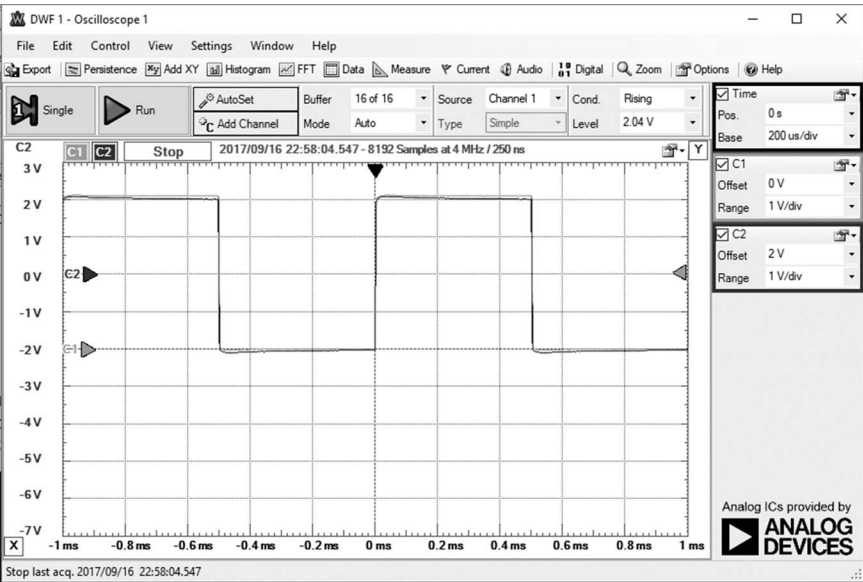 DWF 1 - Oscilloscope 1
File Edit Control View Settings Window Help
Export Persistence Add XY Histogram FFT Data Measure Current Audio Digital Zoom Options Help
Single Run AutoSet Buffer 16 of 16 Source Channel 1 Cond. Rising
Add Channel Mode Auto Type Simple Level 2.04 V
C2 C1 C2 Stop 2017/09/16 22:58:04.547 - 8192 Samples at 4 MHz / 250 ns Y
3 V
2 V
1 V
0 V
-1 V
-2 V
-3 V
-4 V
-5 V
-6 V
-7 V
C2
C1
X -1 ms -0.8 ms -0.6 ms -0.4 ms -0.2 ms 0 ms 0.2 ms 0.4 ms 0.6 ms 0.8 ms 1 ms
Time
Pos. 0 s
Base 200 us/div
C1
Offset 0 V
Range 1 V/div
C2
Offset 2 V
Range 1 V/div
Analog ICs provided by
ANALOG
DEVICES
Stop last acq. 2017/09/16 22:58:04.547